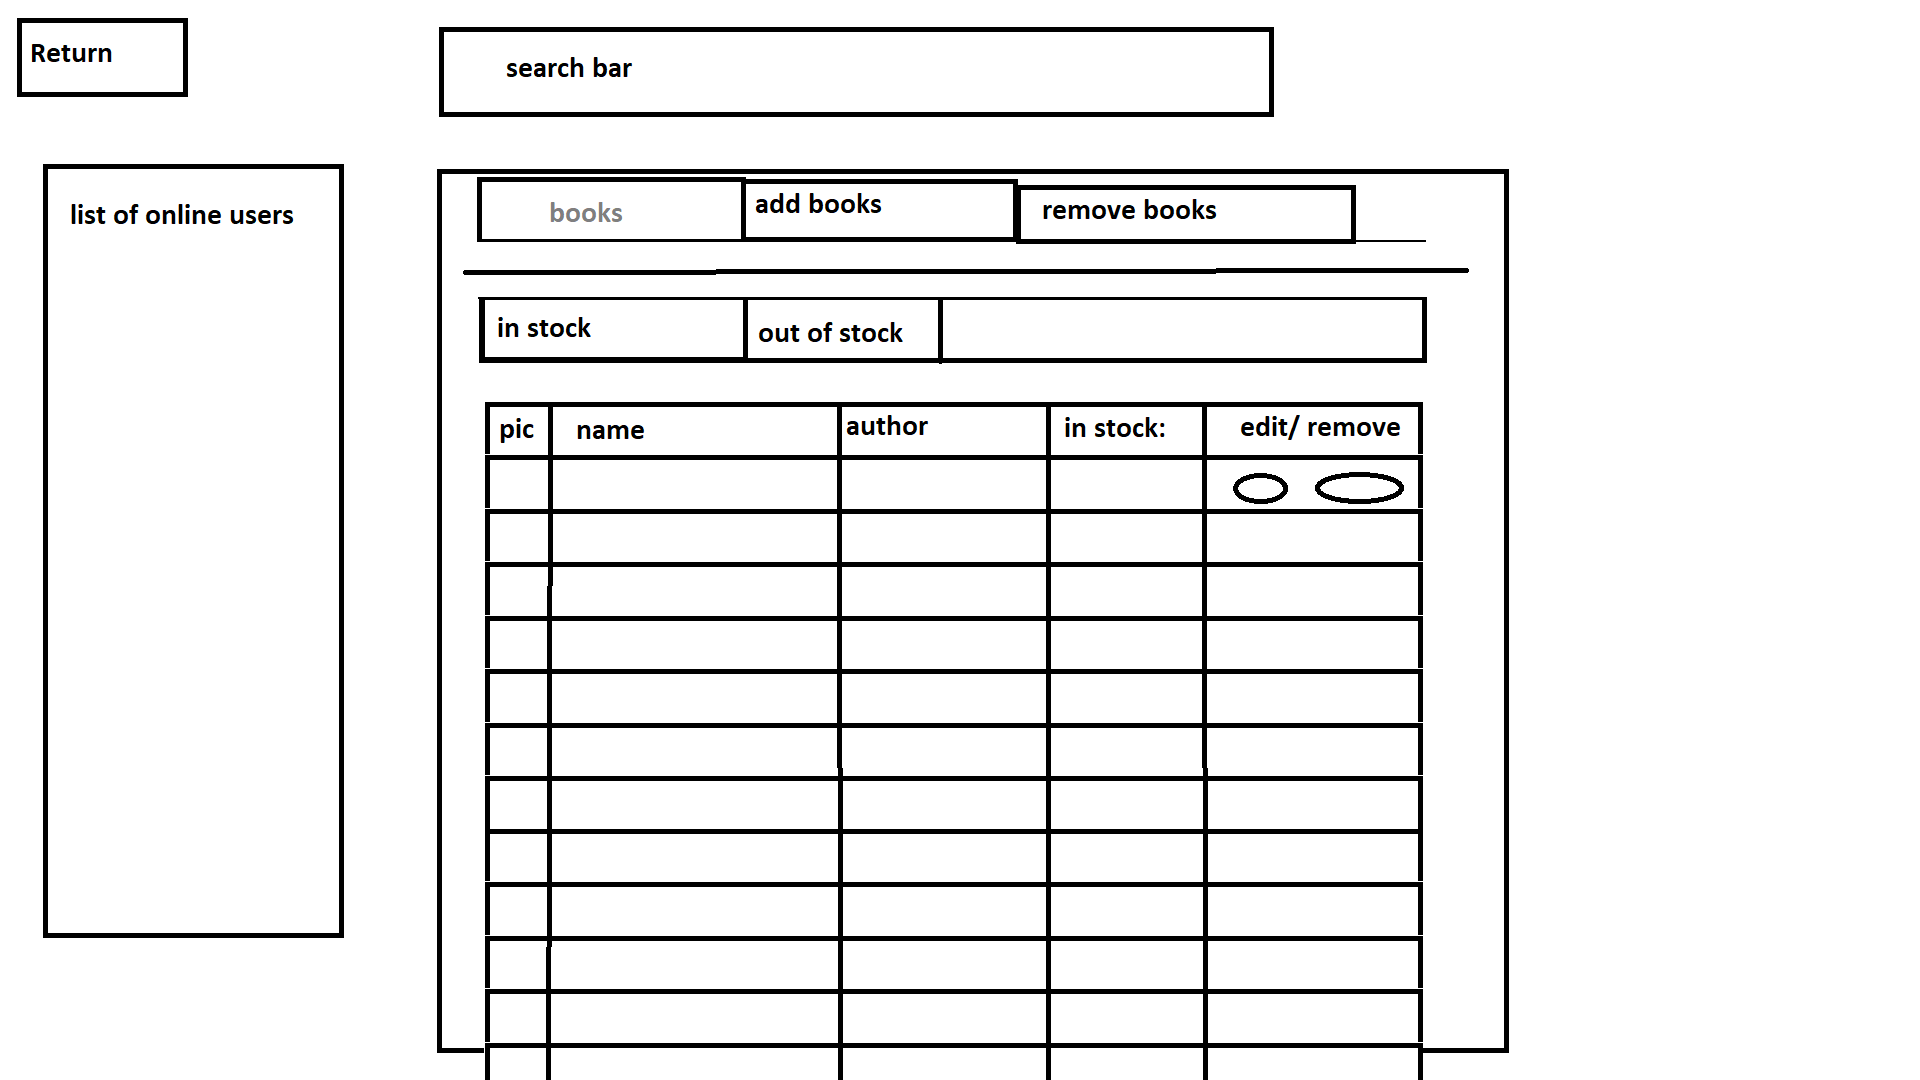 Return
search bar
list of online users
books
add books
remove books
in stock
out of stock
pic
name
author
in stock:
edit/ remove